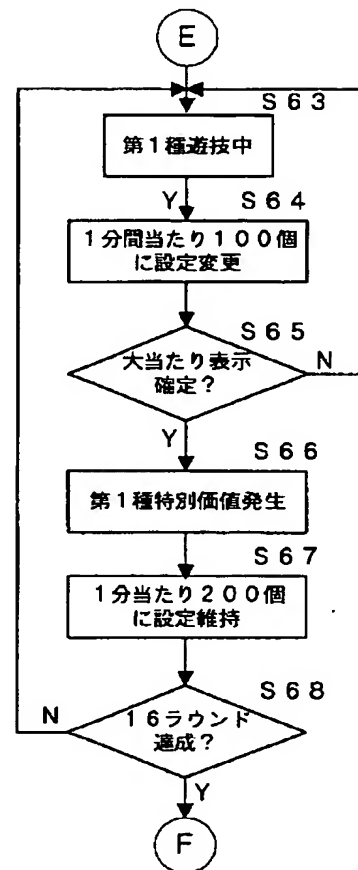 E
S63
第1種遊技中
Y
S64
1分間当たり100個
に設定変更
S65
大当たり表示
確定?
N
Y
S66
第1種特別価値発生
S67
1分当たり200個
に設定維持
S68
N
16ラウンド
達成?
Y
F